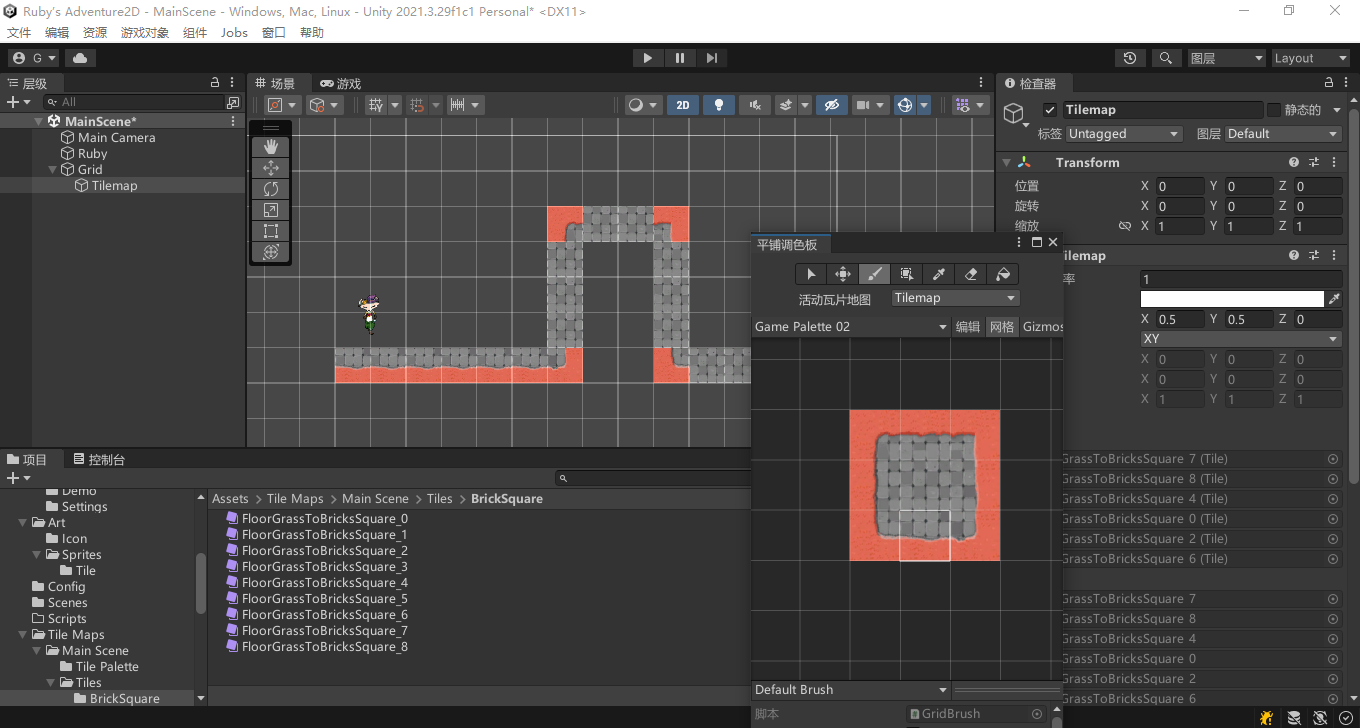 Ruby's Adventure2D - MainScene - Windows, Mac, Linux - Unity 2021.3.29f1c1 Personal* <DX11>
文件 编辑 资源 游戏对象 组件 Jobs 窗口 帮助
G 图层 Layout
层级
All
MainScene*
Main Camera
Ruby
Grid
Tilemap
场景 游戏
2D
检查器
Tilemap 静态的
标签 Untagged 图层 Default
Transform
位置 X 0 Y 0 Z 0
旋转 X 0 Y 0 Z 0
缩放 X 1 Y 1 Z 1
ilemap
率 1
X 0.5 Y 0.5 Z 0
XY
X 0 Y 0 Z 0
X 0 Y 0 Z 0
X 1 Y 1 Z 1
GrassToBricksSquare 7 (Tile)
GrassToBricksSquare 8 (Tile)
GrassToBricksSquare 4 (Tile)
GrassToBricksSquare 0 (Tile)
GrassToBricksSquare 2 (Tile)
GrassToBricksSquare 6 (Tile)
GrassToBricksSquare 7
GrassToBricksSquare 8
GrassToBricksSquare 4
GrassToBricksSquare 0
GrassToBricksSquare 2
GrassToBricksSquare 6
平铺调色板
活动瓦片地图 Tilemap
Game Palette 02 编辑 网格 Gizmos
Default Brush
脚本 GridBrush
项目 控制台
Demo
Settings
Art
Icon
Sprites
Tile
Config
Scenes
Scripts
Tile Maps
Main Scene
Tile Palette
Tiles
BrickSquare
Assets > Tile Maps > Main Scene > Tiles > BrickSquare
FloorGrassToBricksSquare_0
FloorGrassToBricksSquare_1
FloorGrassToBricksSquare_2
FloorGrassToBricksSquare_3
FloorGrassToBricksSquare_4
FloorGrassToBricksSquare_5
FloorGrassToBricksSquare_6
FloorGrassToBricksSquare_7
FloorGrassToBricksSquare_8